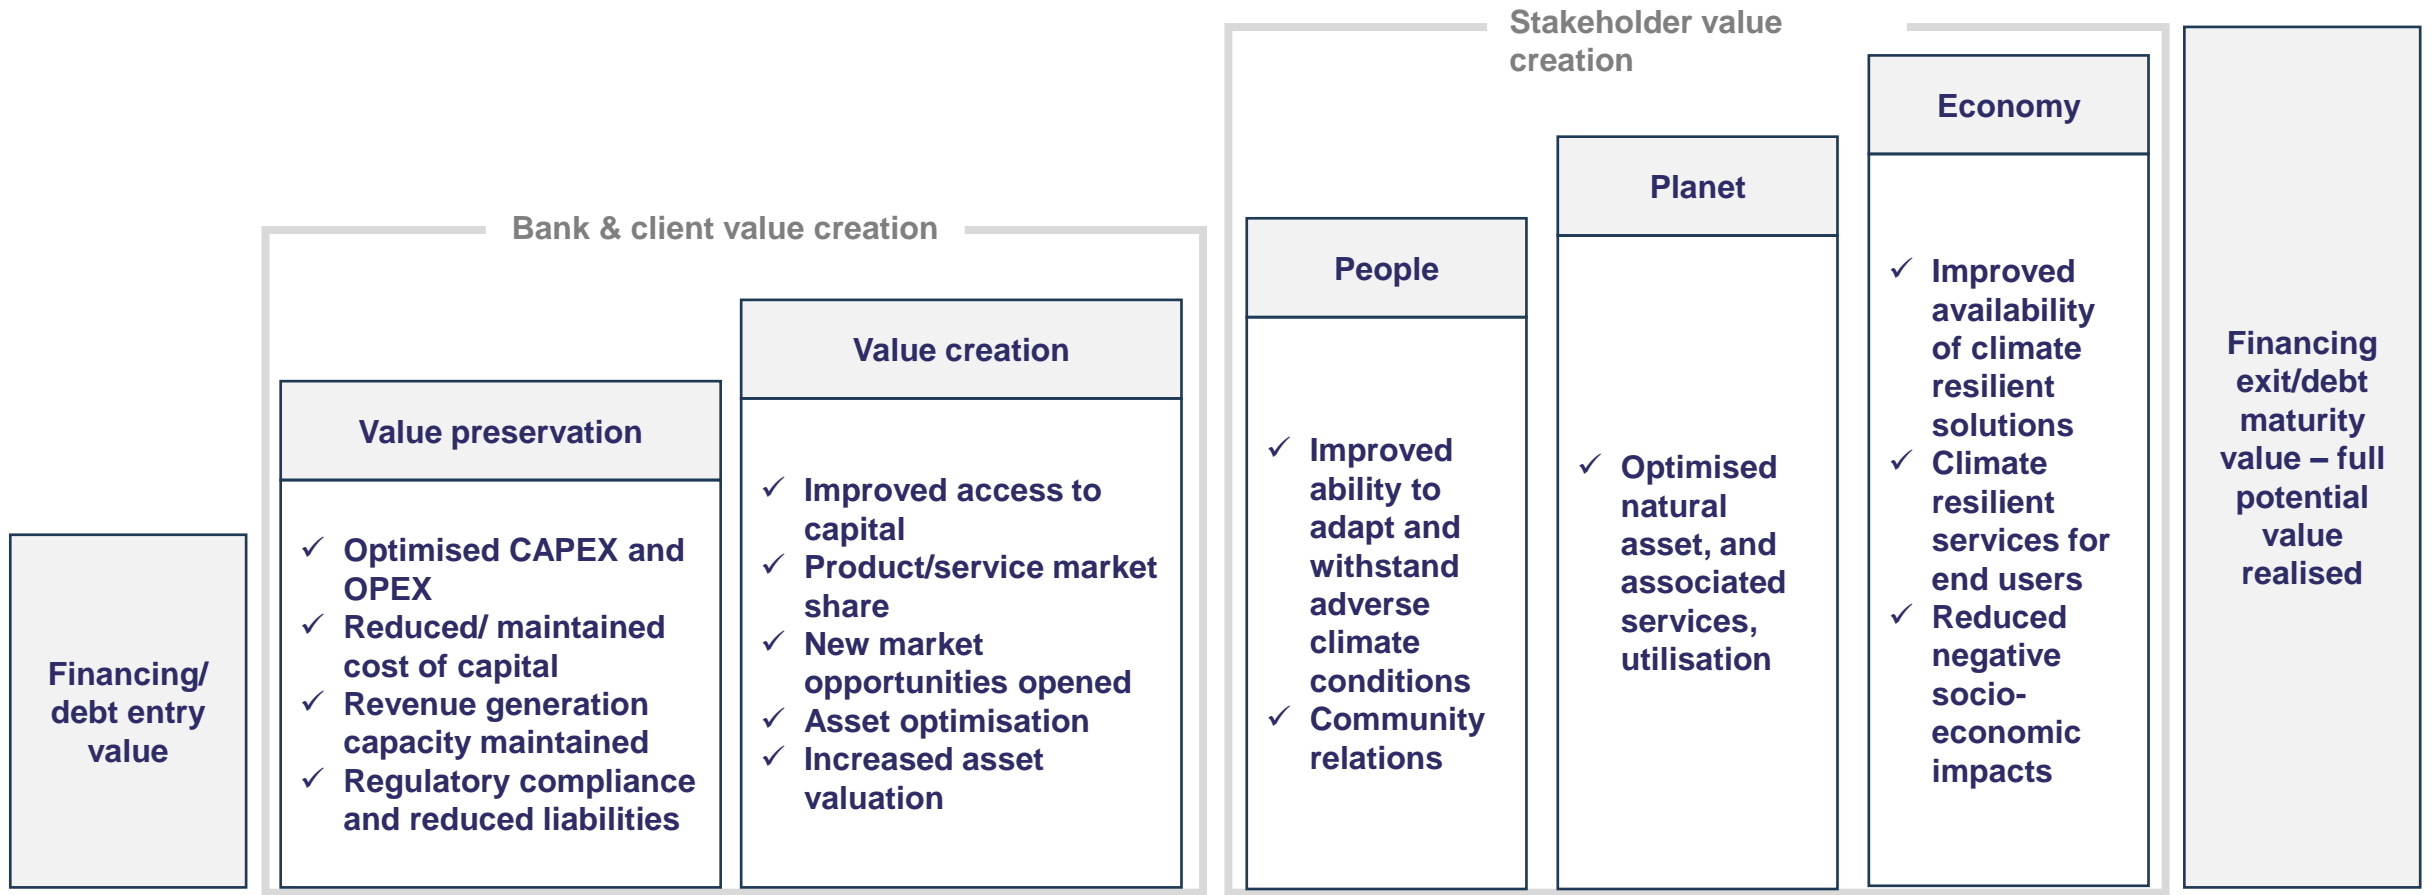 Financing/
debt entry
value
Bank & client value creation
Value preservation
✓ Optimised CAPEX and
OPEX
✓ Reduced/ maintained
cost of capital
✓ Revenue generation
capacity maintained
✓ Regulatory compliance
and reduced liabilities
Value creation
✓ Improved access to
capital
✓ Product/service market
share
✓ New market
opportunities opened
✓ Asset optimisation
✓ Increased asset
valuation
Stakeholder value
creation
People
✓ Improved
ability to
adapt and
withstand
adverse
climate
conditions
✓ Community
relations
Planet
✓ Optimised
natural
asset, and
associated
services,
utilisation
Economy
✓ Improved
availability
of climate
resilient
solutions
✓ Climate
resilient
services for
end users
✓ Reduced
negative
socio-
economic
impacts
Financing
exit/debt
maturity
value – full
potential
value
realised